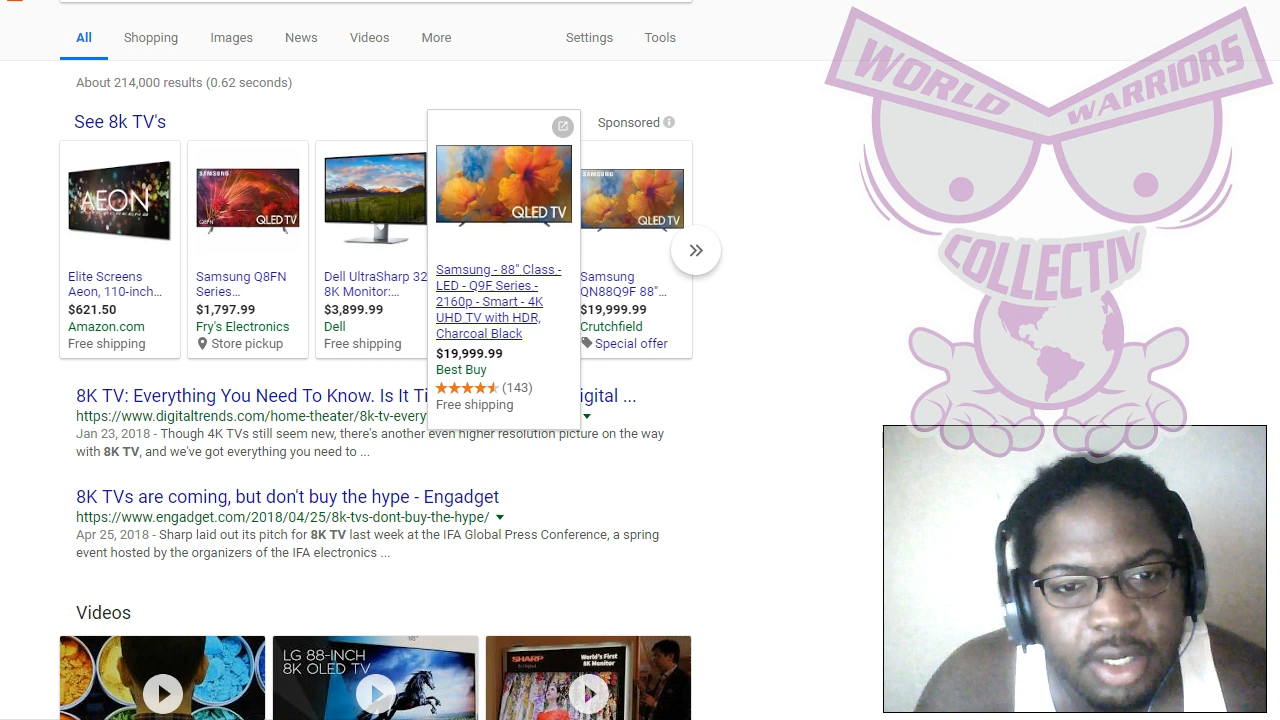 All
Shopping
Images
News
Videos
More
Settings
Tools
About 214,000 results (0.62 seconds)
See 8k TV's
Sponsored
AEON
SAMSUNG
Q8FN
QLED TV
QLED TV
SAMSUNG
QLED TV
Elite Screens
Aeon, 110-inch...
$621.50
Amazon.com
Free shipping
Samsung Q8FN
Series...
$1,797.99
Fry's Electronics
Store pickup
Dell UltraSharp 32
8K Monitor:...
$3,899.99
Dell
Free shipping
Samsung - 88" Class -
LED - Q9F Series -
2160p - Smart - 4K
UHD TV with HDR,
Charcoal Black
$19,999.99
Best Buy
(143)
Free shipping
Samsung
QN88Q9F 88"...
$19,999.99
Crutchfield
Special offer
8K TV: Everything You Need To Know. Is It Ti
igital ...
https://www.digitaltrends.com/home-theater/8k-tv-every
Jan 23, 2018 - Though 4K TVs still seem new, there's another even higher resolution picture on the way
with 8K TV, and we've got everything you need to ...
8K TVs are coming, but don't buy the hype - Engadget
https://www.engadget.com/2018/04/25/8k-tvs-dont-buy-the-hype/
Apr 25, 2018 - Sharp laid out its pitch for 8K TV last week at the IFA Global Press Conference, a spring
event hosted by the organizers of the IFA electronics ...
Videos
LG 88-INCH
8K OLED TV
SHARP
World's First
8K Monitor
WORLD WARRIORS
COLLECTIV